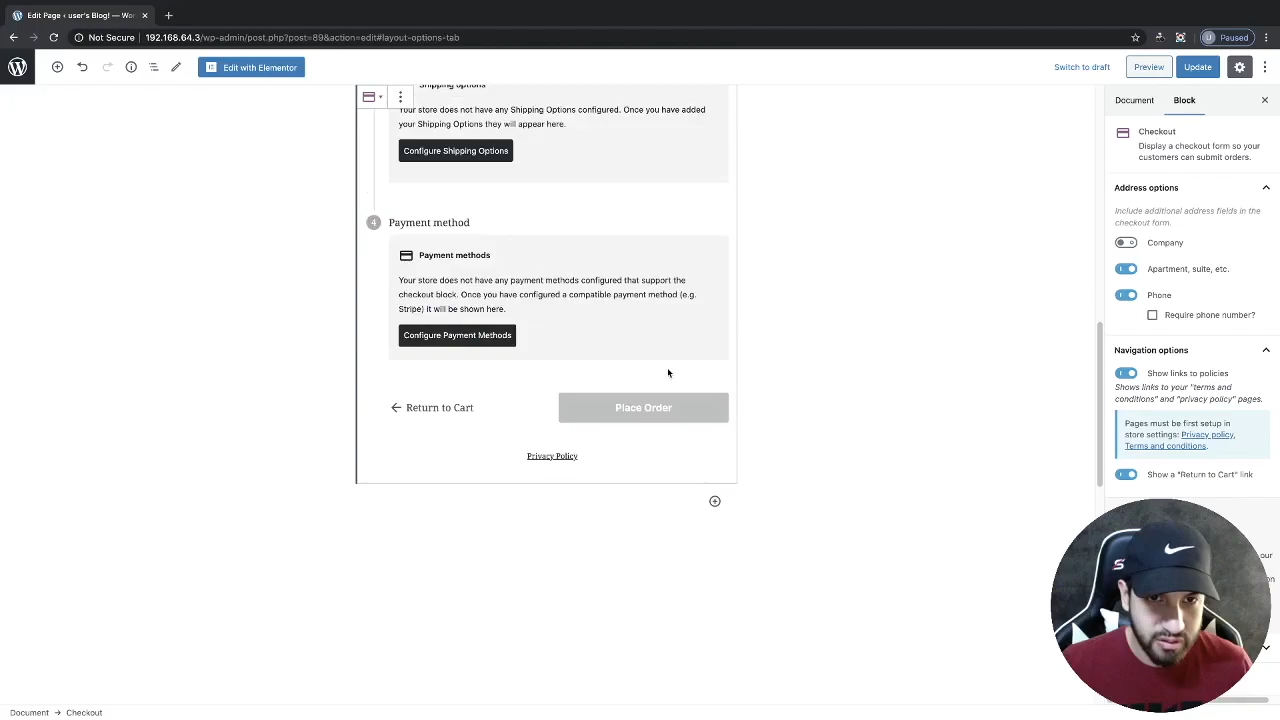 Edit Page ‹ user's Blog! — Wor
Not Secure
192.168.64.3/wp-admin/post.php?post=89&action=edit#layout-options-tab
Paused
Edit with Elementor
Switch to draft
Preview
Update
Shipping options
Your store does not have any Shipping Options configured. Once you have added
your Shipping Options they will appear here.
Configure Shipping Options
4
Payment method
Payment methods
Your store does not have any payment methods configured that support the
checkout block. Once you have configured a compatible payment method (e.g.
Stripe) it will be shown here.
Configure Payment Methods
Return to Cart
Place Order
Privacy Policy
Document
Block
Checkout
Display a checkout form so your
customers can submit orders.
Address options
Include additional address fields in the
checkout form.
Company
Apartment, suite, etc.
Phone
Require phone number?
Navigation options
Show links to policies
Shows links to your "terms and
conditions" and "privacy policy" pages.
Pages must be first setup in
store settings: Privacy policy,
Terms and conditions.
Show a "Return to Cart" link
Document → Checkout